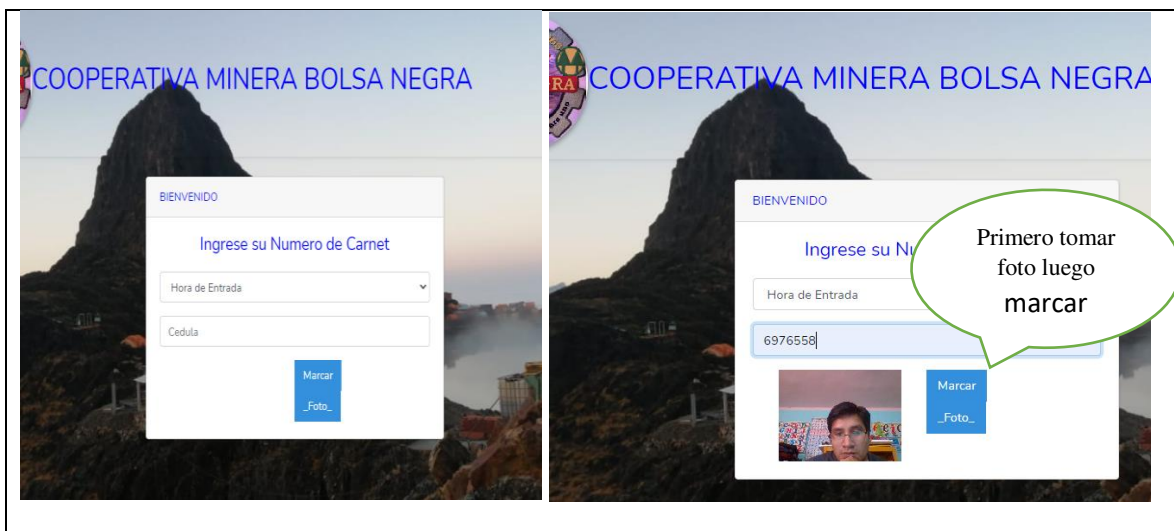 COOPERATIVA MINERA BOLSA NEGRA
BIENVENIDO
Ingrese su Numero de Carnet
Hora de Entrada
Cedula
Marcar
_Foto_
RA
COOPERATIVA MINERA BOLSA NEGRA
BIENVENIDO
Ingrese su Nu
Hora de Entrada
6976558
Marcar
_Foto_
Primero tomar
foto luego
marcar